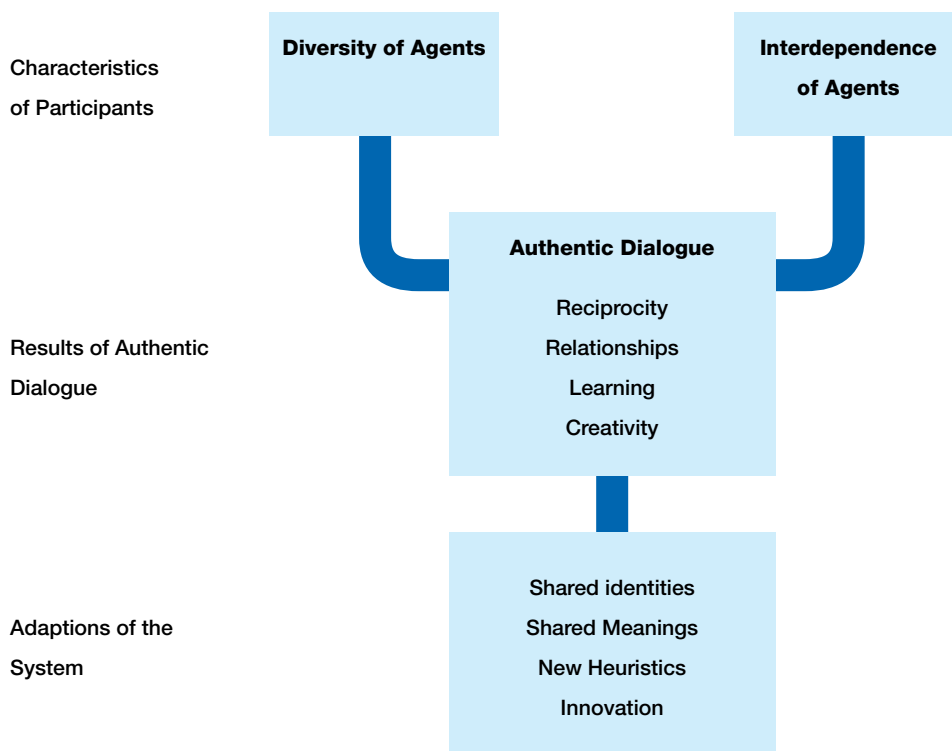 Characteristics
of Participants
Diversity of Agents
Interdependence
of Agents
Results of Authentic
Dialogue
Authentic Dialogue
Reciprocity
Relationships
Learning
Creativity
Adaptions of the
System
Shared identities
Shared Meanings
New Heuristics
Innovation